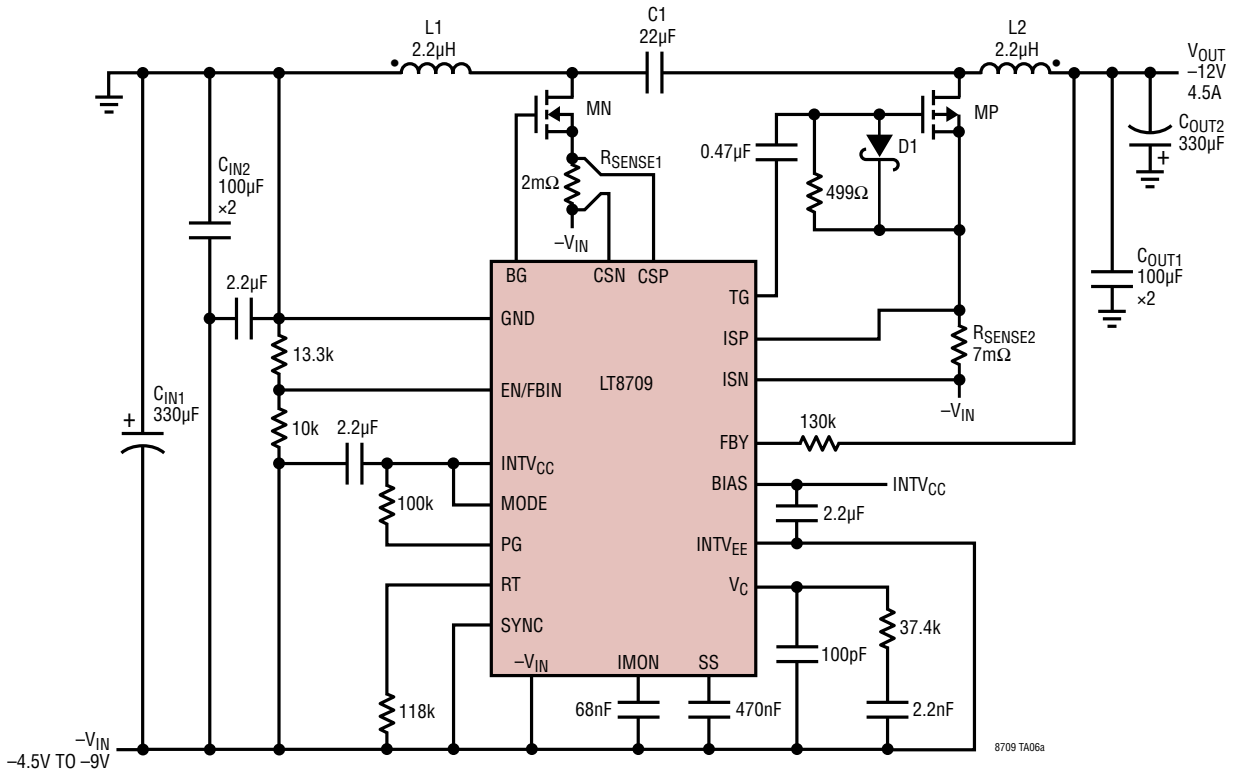 L1
2.2µH
C1
22µF
L2
2.2µH
VOUT
–12V
4.5A
MN
MP
COUT2
330µF
+
CIN2
100µF
×2
RSENSE1
2mΩ
–VIN
0.47µF
D1
499Ω
COUT1
100µF
×2
2.2µF
BG
CSN
CSP
TG
GND
ISP
13.3k
RSENSE2
7mΩ
EN/FBIN
LT8709
ISN
–VIN
CIN1
330µF
+
10k
2.2µF
130k
FBY
INTVCC
BIAS
INTVCC
MODE
100k
2.2µF
PG
INTVEE
RT
VC
SYNC
37.4k
100pF
–VIN
IMON
SS
118k
68nF
470nF
2.2nF
–VIN
–4.5V TO –9V
8709 TA06a